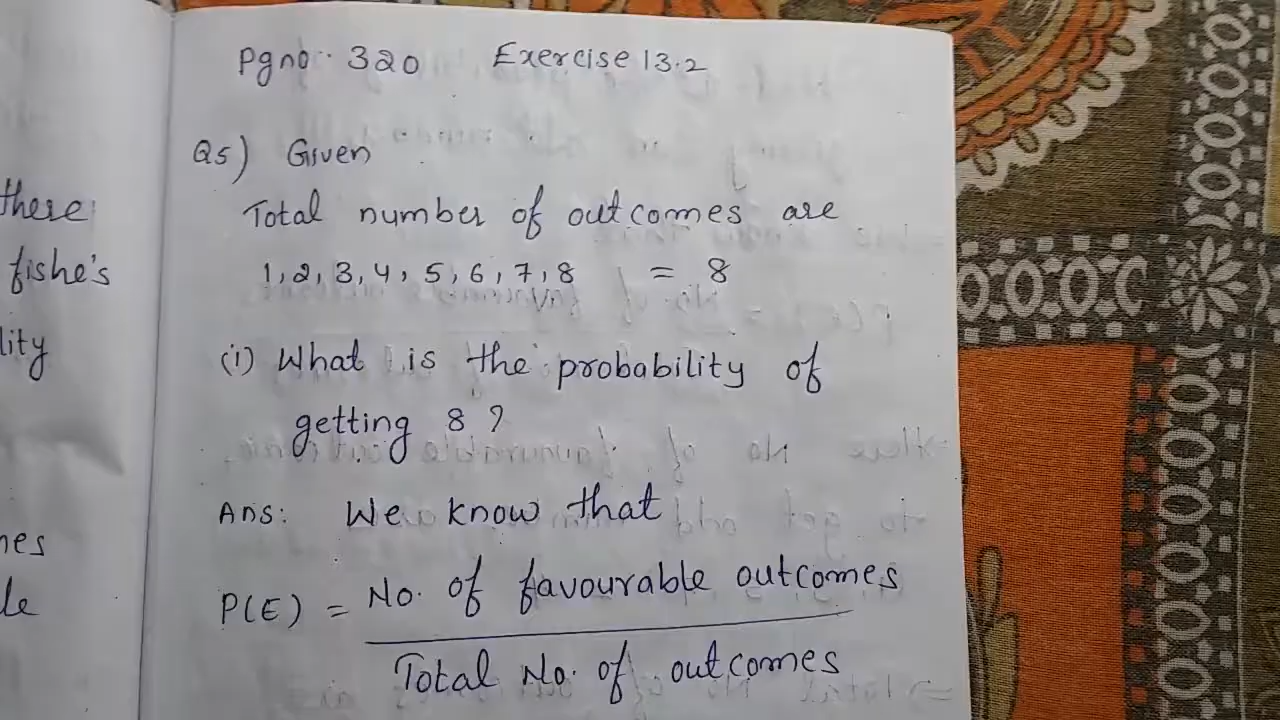 Pg no. 320 Exercise 13.2
Q5) Given
Total number of outcomes are
1, 2, 3, 4, 5, 6, 7, 8 = 8
(i) What is the probability of
getting 8 ?
Ans: We know that
P(E) = No. of favourable outcomes
Total No. of outcomes
there
fishe's
lity
nes
le